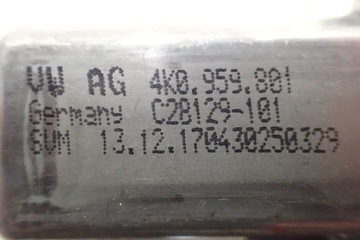 VW AG 4K0.959.801
Germany C28129-101
SVM 13.12.170430250329